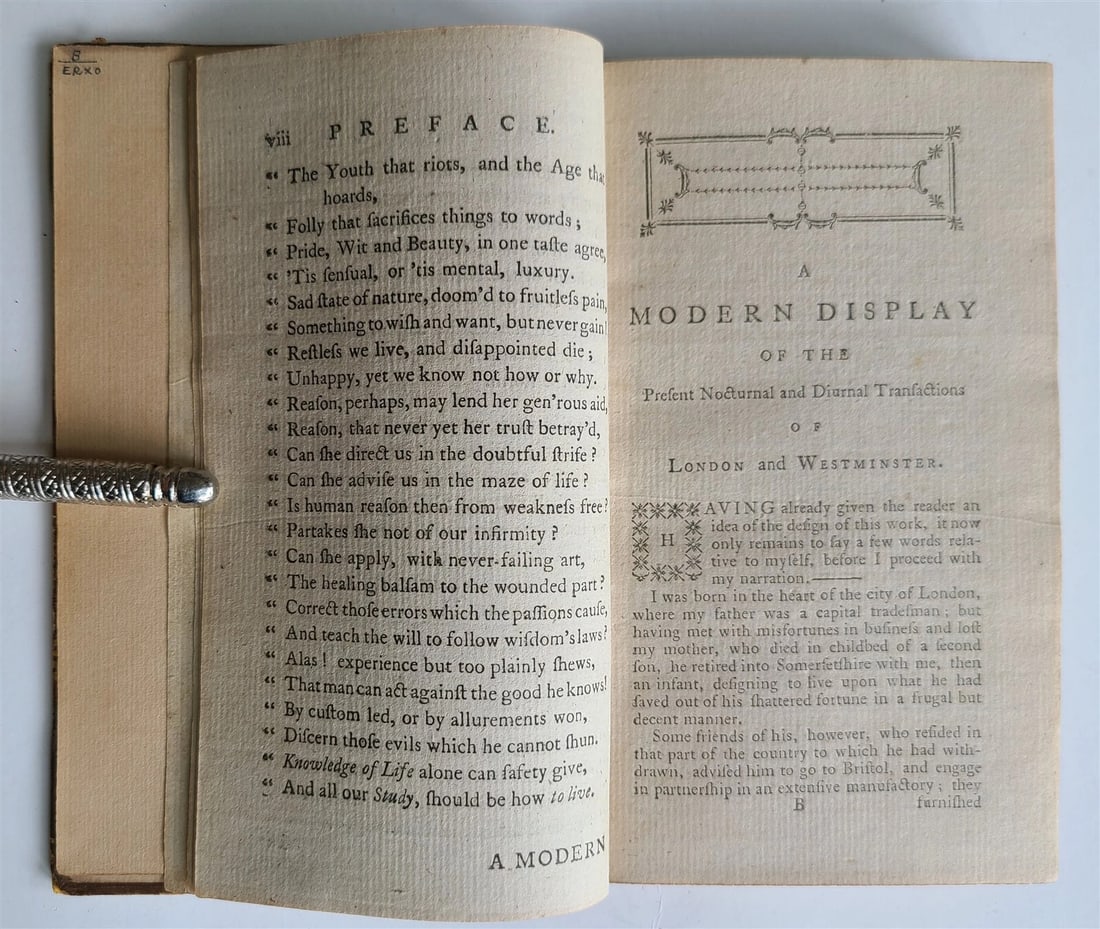 8
ERXO
viii PREFACE.
“ The Youth that riots, and the Age that
hoards,
“ Folly that ſacrifices things to words ;
“ Pride, Wit and Beauty, in one taſte agree,
“ 'Tis ſenſual, or 'tis mental, luxury.
“ Sad ſtate of nature, doom'd to fruitleſs pain,
“ Something to wiſh and want, but never gain!
“ Reſtleſs we live, and diſappointed die ;
“ Unhappy, yet we know not how or why.
“ Reaſon, perhaps, may lend her gen'rous aid,
“ Reaſon, that never yet her truſt betray'd,
“ Can ſhe direct us in the doubtful ſtrife ?
“ Can ſhe adviſe us in the maze of life ?
“ Is human reaſon then from weakneſs free?
“ Partakes ſhe not of our infirmity ?
“ Can ſhe apply, with never-failing art,
“ The healing balſam to the wounded part ?
“ Correct thoſe errors which the paſſions cauſe,
“ And teach the will to follow wiſdom's laws?
“ Alas ! experience but too plainly ſhews,
“ That man can act againſt the good he knows!
“ By cuſtom led, or by allurements won,
“ Diſcern thoſe evils which he cannot ſhun.
“ Knowledge of Life alone can ſafety give,
“ And all our Study, ſhould be how to live.
A MODERN
A
MODERN DISPLAY
OF THE
Preſent Nocturnal and Diurnal Tranſactions
OF
LONDON and WESTMINSTER.
HAVING already given the reader an
idea of the deſign of this work, it now
only remains to ſay a few words rela-
tive to myſelf, before I proceed with
my narration.——
I was born in the heart of the city of London,
where my father was a capital tradeſman ; but
having met with misfortunes in buſineſs and loſt
my mother, who died in childbed of a ſecond
ſon, he retired into Somerſetſhire with me, then
an infant, deſigning to live upon what he had
ſaved out of his ſhattered fortune in a frugal but
decent manner.
Some friends of his, however, who reſided in
that part of the country to which he had with-
drawn, adviſed him to go to Briſtol, and engage
in partnerſhip in an extenſive manufactory ; they
B furniſhed